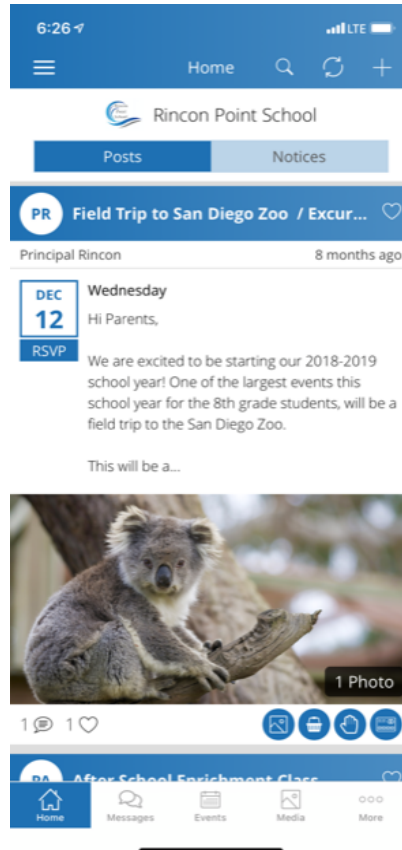 6:26
LTE
Home
Rincon Point School
Posts
Notices
PR
Field Trip to San Diego Zoo / Excur...
Principal Rincon
8 months ago
DEC
12
RSVP
Wednesday
Hi Parents,
We are excited to be starting our 2018-2019
school year! One of the largest events this
school year for the 8th grade students, will be a
field trip to the San Diego Zoo.
This will be a...
1 Photo
1
1
PA
After School Enrichment Class
Home
Messages
Events
Media
More